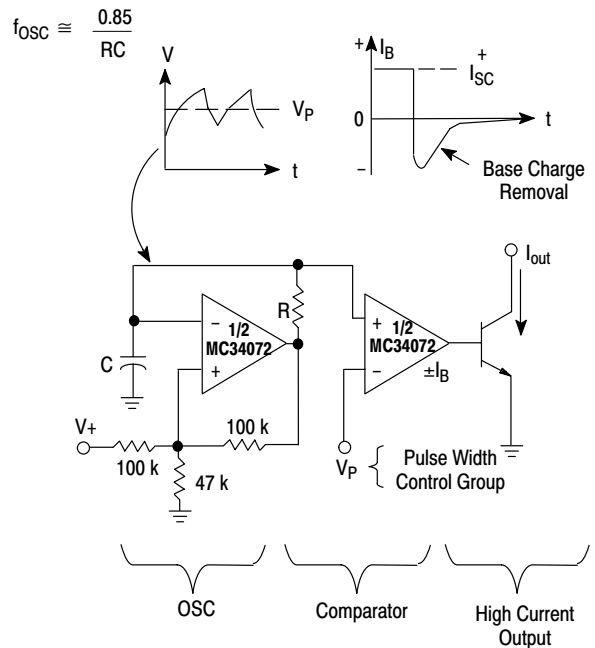 fOSC ≅ 0.85
RC
V
VP
t
+ IB
+
ISC
0
t
−
Base Charge
Removal
Iout
R
−
1/2
MC34072
+
C
+
1/2
MC34072
−
±IB
V+
100 k
100 k
47 k
VP
{
Pulse Width
Control Group
OSC
Comparator
High Current
Output